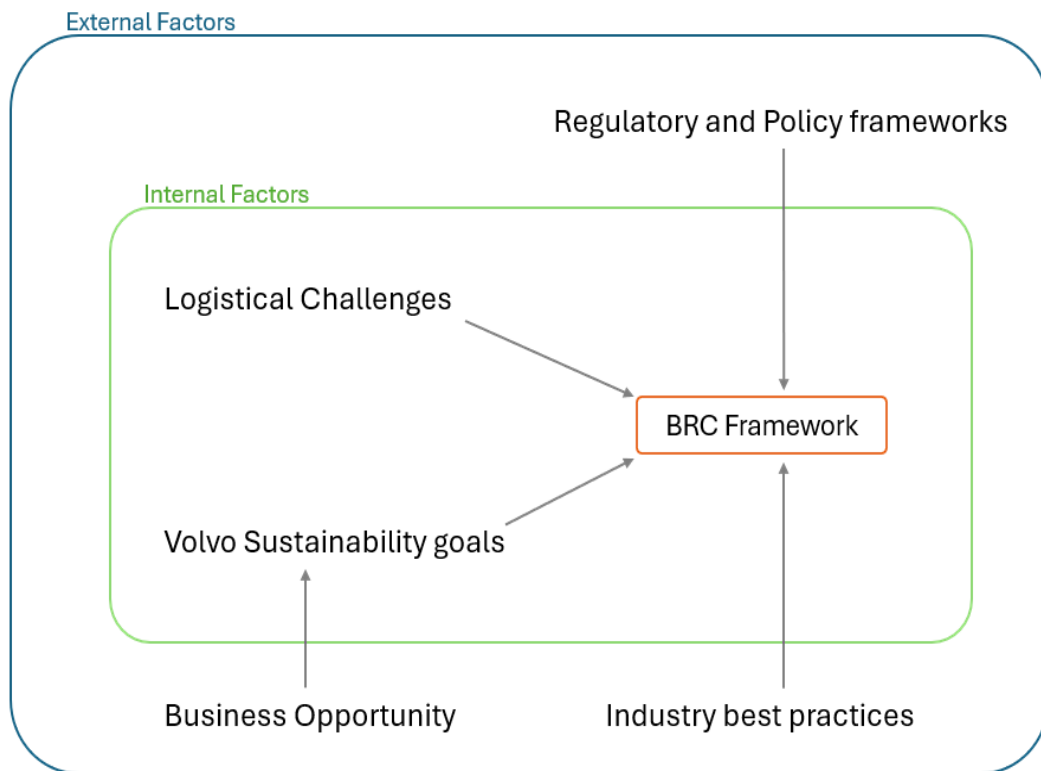 External Factors
Regulatory and Policy frameworks
Internal Factors
Logistical Challenges
BRC Framework
Volvo Sustainability goals
Business Opportunity
Industry best practices